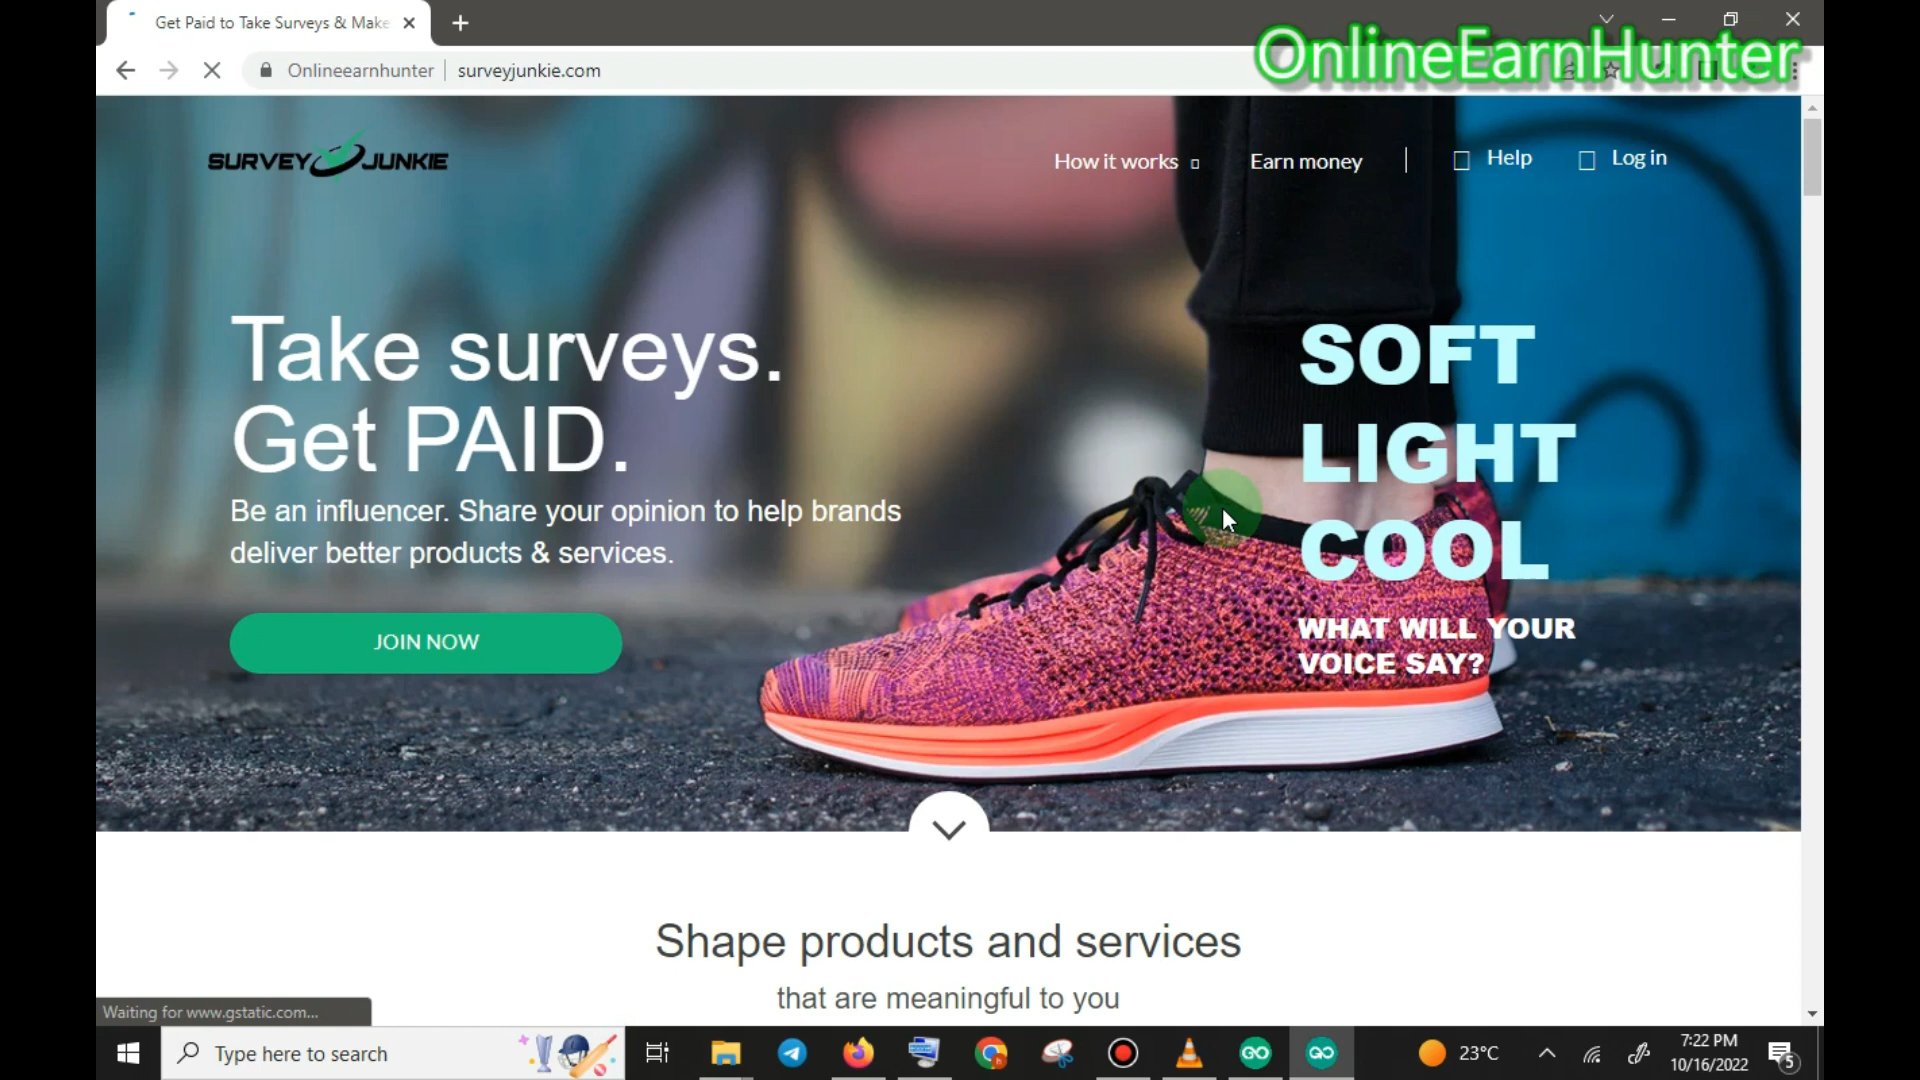 Get Paid to Take Surveys & Make
OnlineEarnHunter
Onlineearnhunter
surveyjunkie.com
SURVEY JUNKIE
How it works
Earn money
Help
Log in
Take surveys.
Get PAID.
Be an influencer. Share your opinion to help brands
deliver better products & services.
JOIN NOW
SOFT
LIGHT
COOL
WHAT WILL YOUR
VOICE SAY?
Shape products and services
that are meaningful to you
Waiting for www.gstatic.com...
Type here to search
23°C
7:22 PM
10/16/2022
5